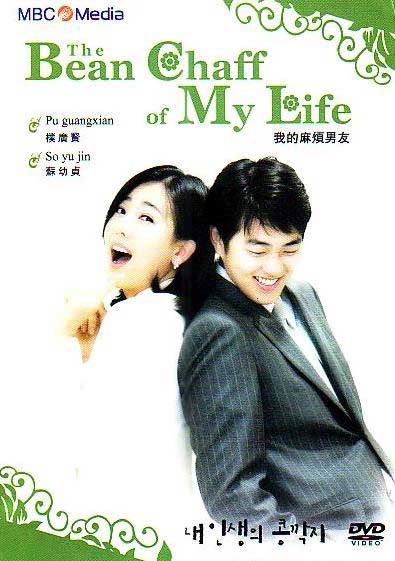 MBC Media
The
Bean Chaff
of My Life
我的麻煩男友
Pu guangxian
樸廣賢
So yu jin
蘇幼貞
내 인생의 콩깍지
DVD
VIDEO